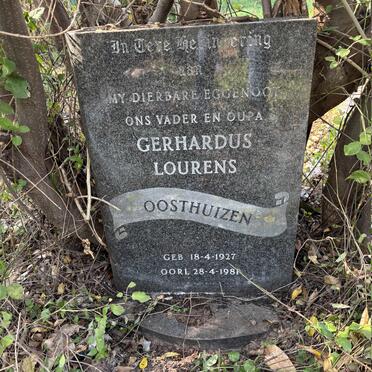 In Tere Herinnering
aan
MY DIERBARE EGGENOOT
ONS VADER EN OUPA
GERHARDUS
LOURENS
OOSTHUIZEN
GEB 18-4-1927
OORL 28-4-1981